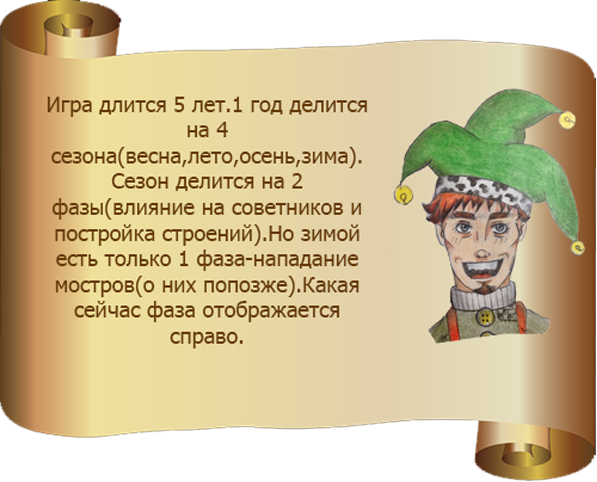 Игра длится 5 лет.1 год делится
на 4
сезона(весна,лето,осень,зима).
Сезон делится на 2
фазы(влияние на советников и
постройка строений).Но зимой
есть только 1 фаза-нападание
мостров(о них попозже).Какая
сейчас фаза отображается
справо.